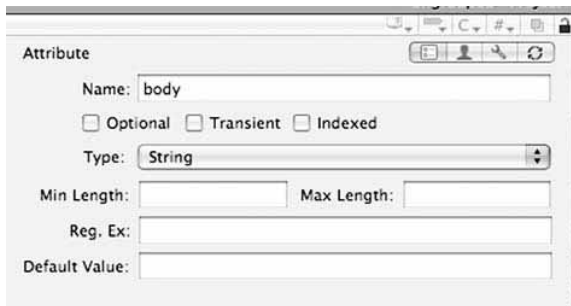 C #
Attribute
Name: body
Optional Transient Indexed
Type: String
Min Length: Max Length:
Reg. Ex:
Default Value: